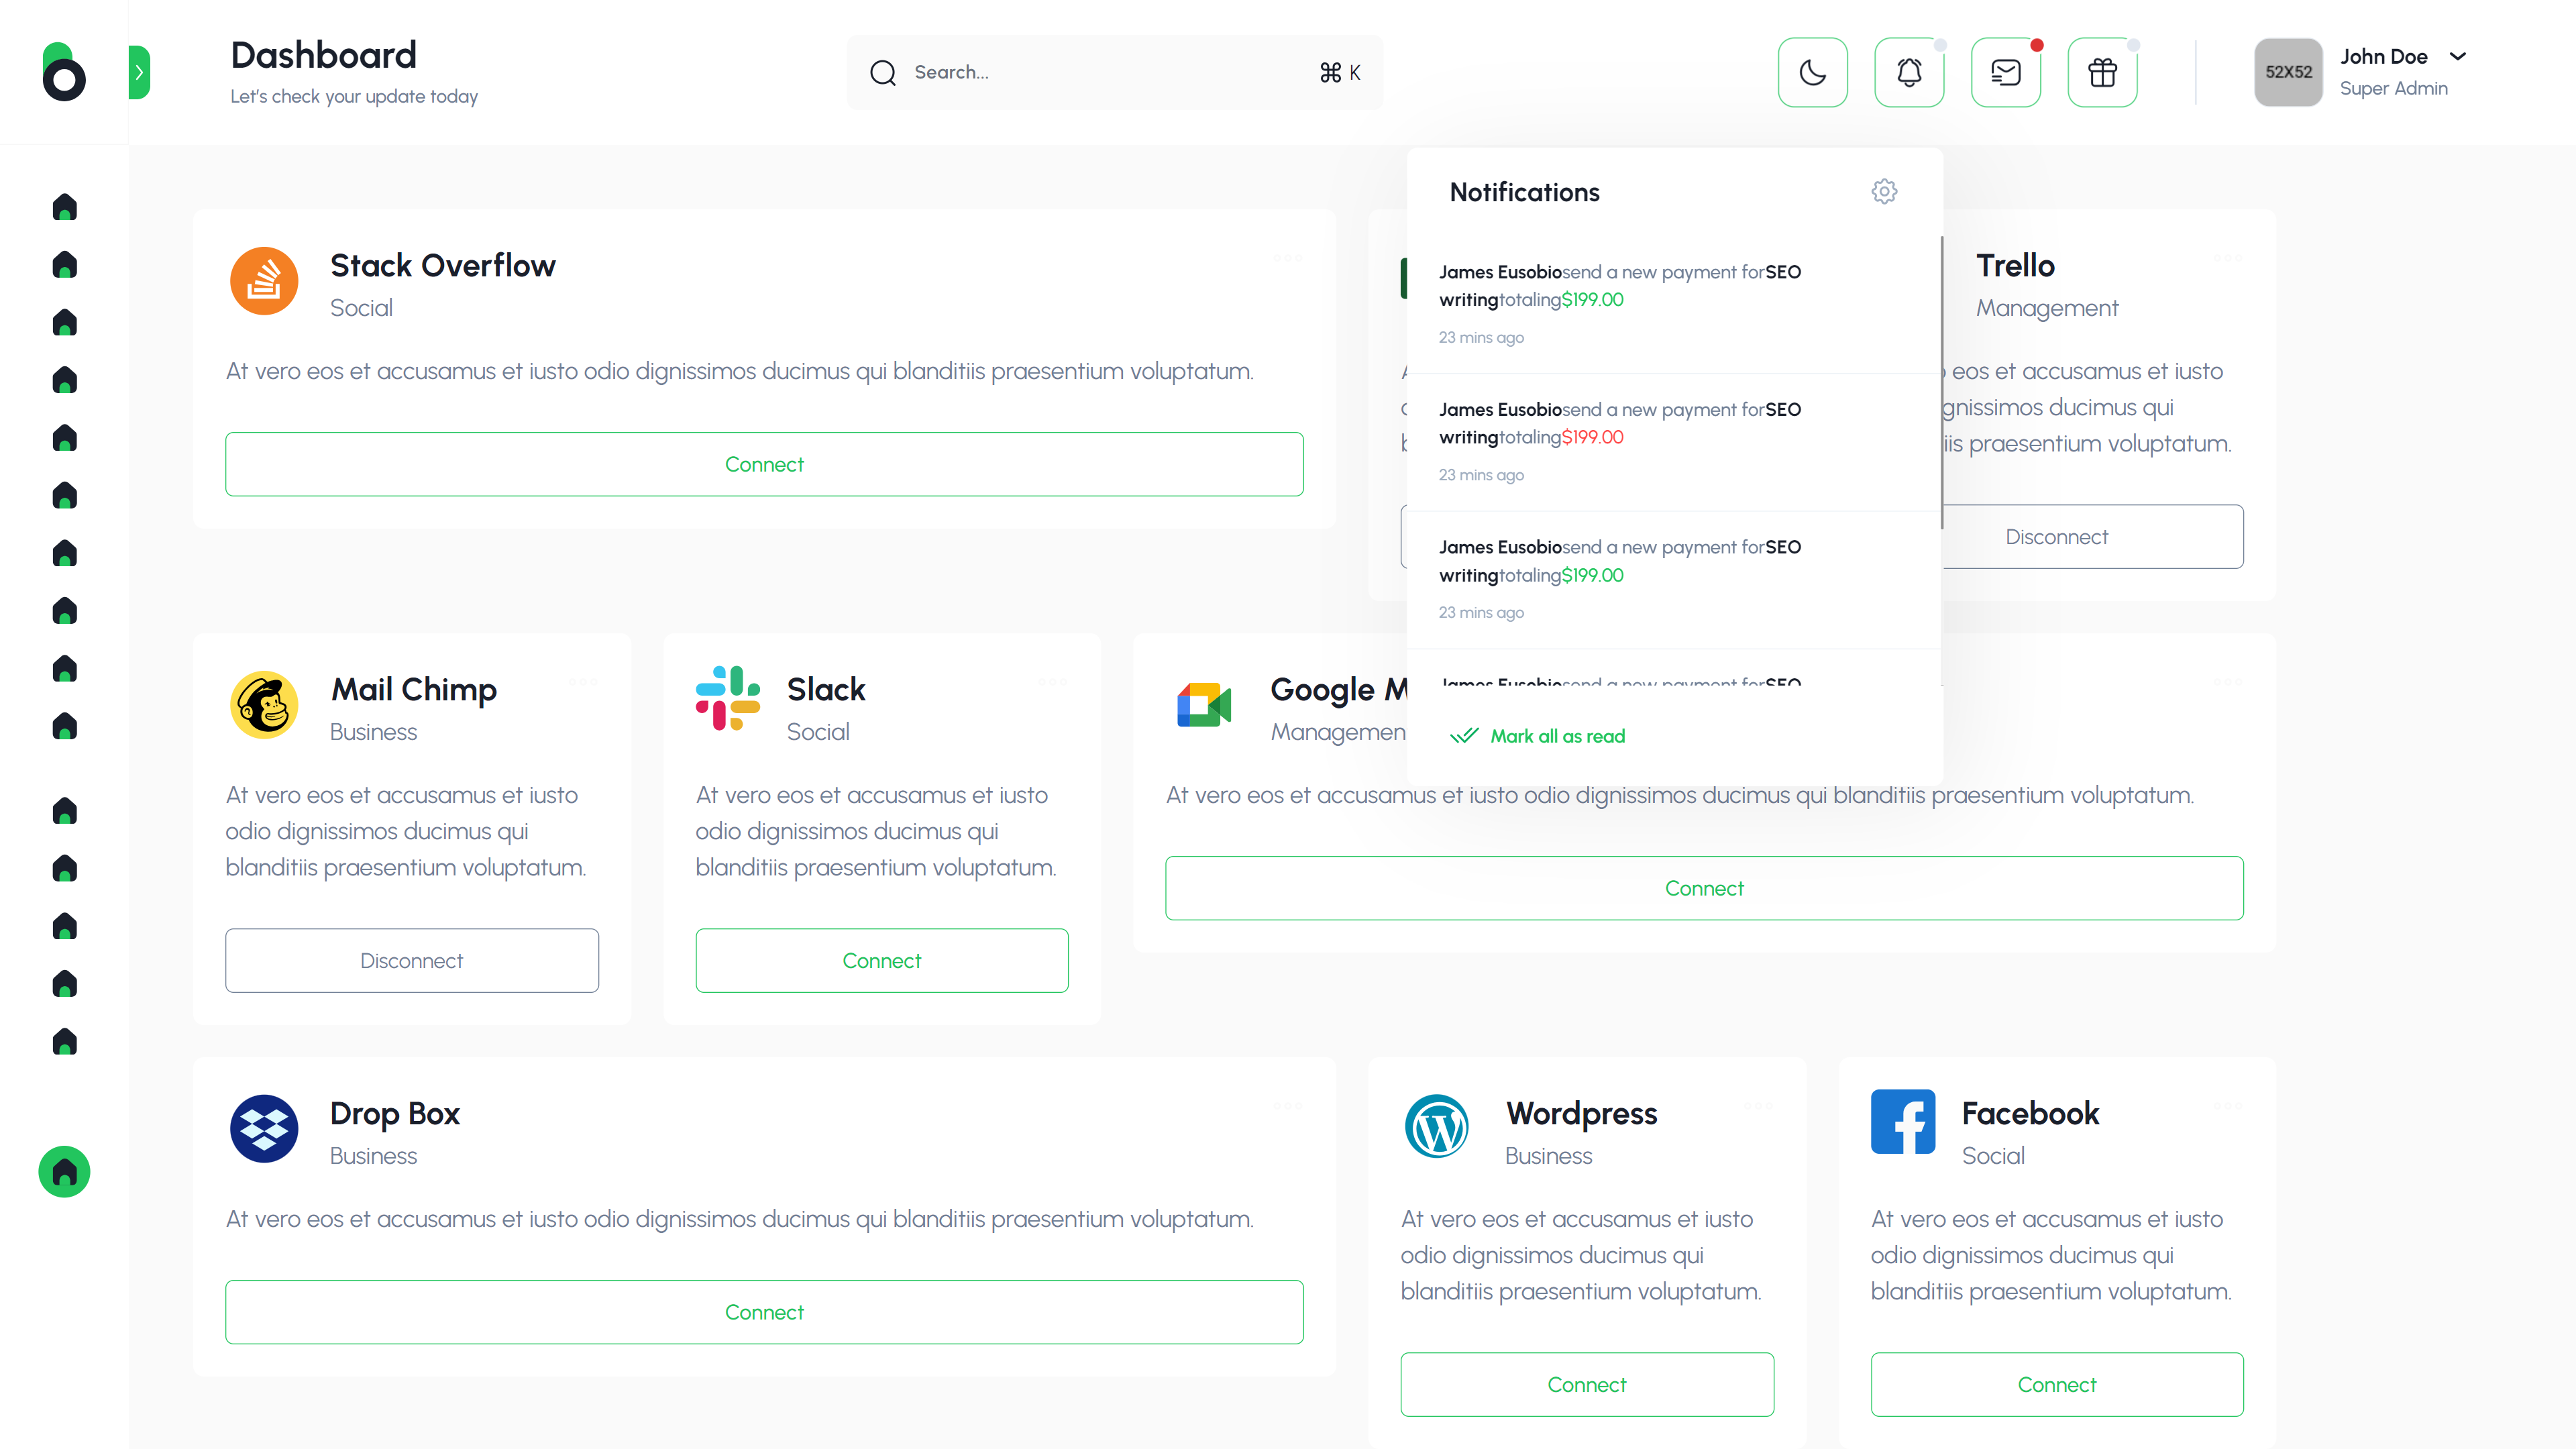 Dashboard
Let's check your update today
Search...
⌘ K
52X52
John Doe
Super Admin
Notifications
James Eusobiosend a new payment forSEO
writingtotaling$199.00
23 mins ago
James Eusobiosend a new payment forSEO
writingtotaling$199.00
23 mins ago
James Eusobiosend a new payment forSEO
writingtotaling$199.00
23 mins ago
James Eusobiosend a new payment forSEO
Mark all as read
Stack Overflow
Social
At vero eos et accusamus et iusto odio dignissimos ducimus qui blanditiis praesentium voluptatum.
Connect
Trello
Management
eos et accusamus et iusto
dignissimos ducimus qui
praesentium voluptatum.
Disconnect
Mail Chimp
Business
At vero eos et accusamus et iusto
odio dignissimos ducimus qui
blanditiis praesentium voluptatum.
Disconnect
Slack
Social
At vero eos et accusamus et iusto
odio dignissimos ducimus qui
blanditiis praesentium voluptatum.
Connect
Google M
Managemen
At vero eos et accusamus et iusto odio dignissimos ducimus qui blanditiis praesentium voluptatum.
Connect
Drop Box
Business
At vero eos et accusamus et iusto odio dignissimos ducimus qui blanditiis praesentium voluptatum.
Connect
Wordpress
Business
At vero eos et accusamus et iusto
odio dignissimos ducimus qui
blanditiis praesentium voluptatum.
Connect
Facebook
Social
At vero eos et accusamus et iusto
odio dignissimos ducimus qui
blanditiis praesentium voluptatum.
Connect